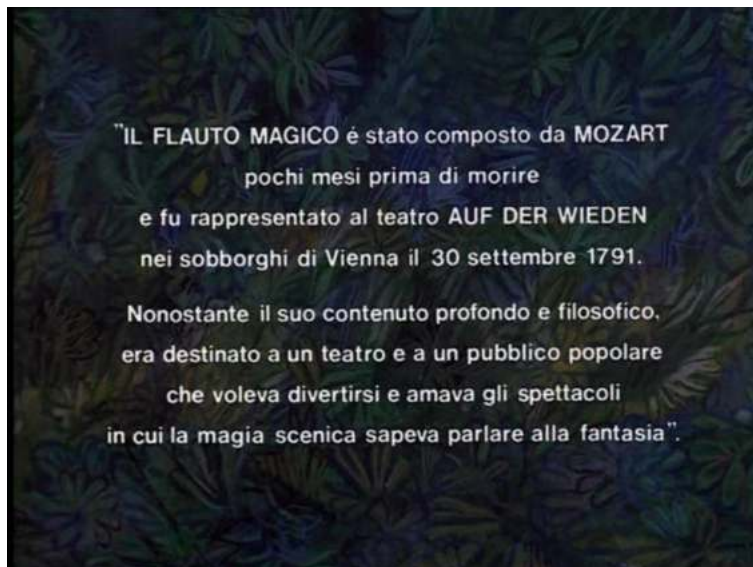 "IL FLAUTO MAGICO é stato composto da MOZART
pochi mesi prima di morire
e fu rappresentato al teatro AUF DER WIEDEN
nei sobborghi di Vienna il 30 settembre 1791.
Nonostante il suo contenuto profondo e filosofico,
era destinato a un teatro e a un pubblico popolare
che voleva divertirsi e amava gli spettacoli
in cui la magia scenica sapeva parlare alla fantasia".